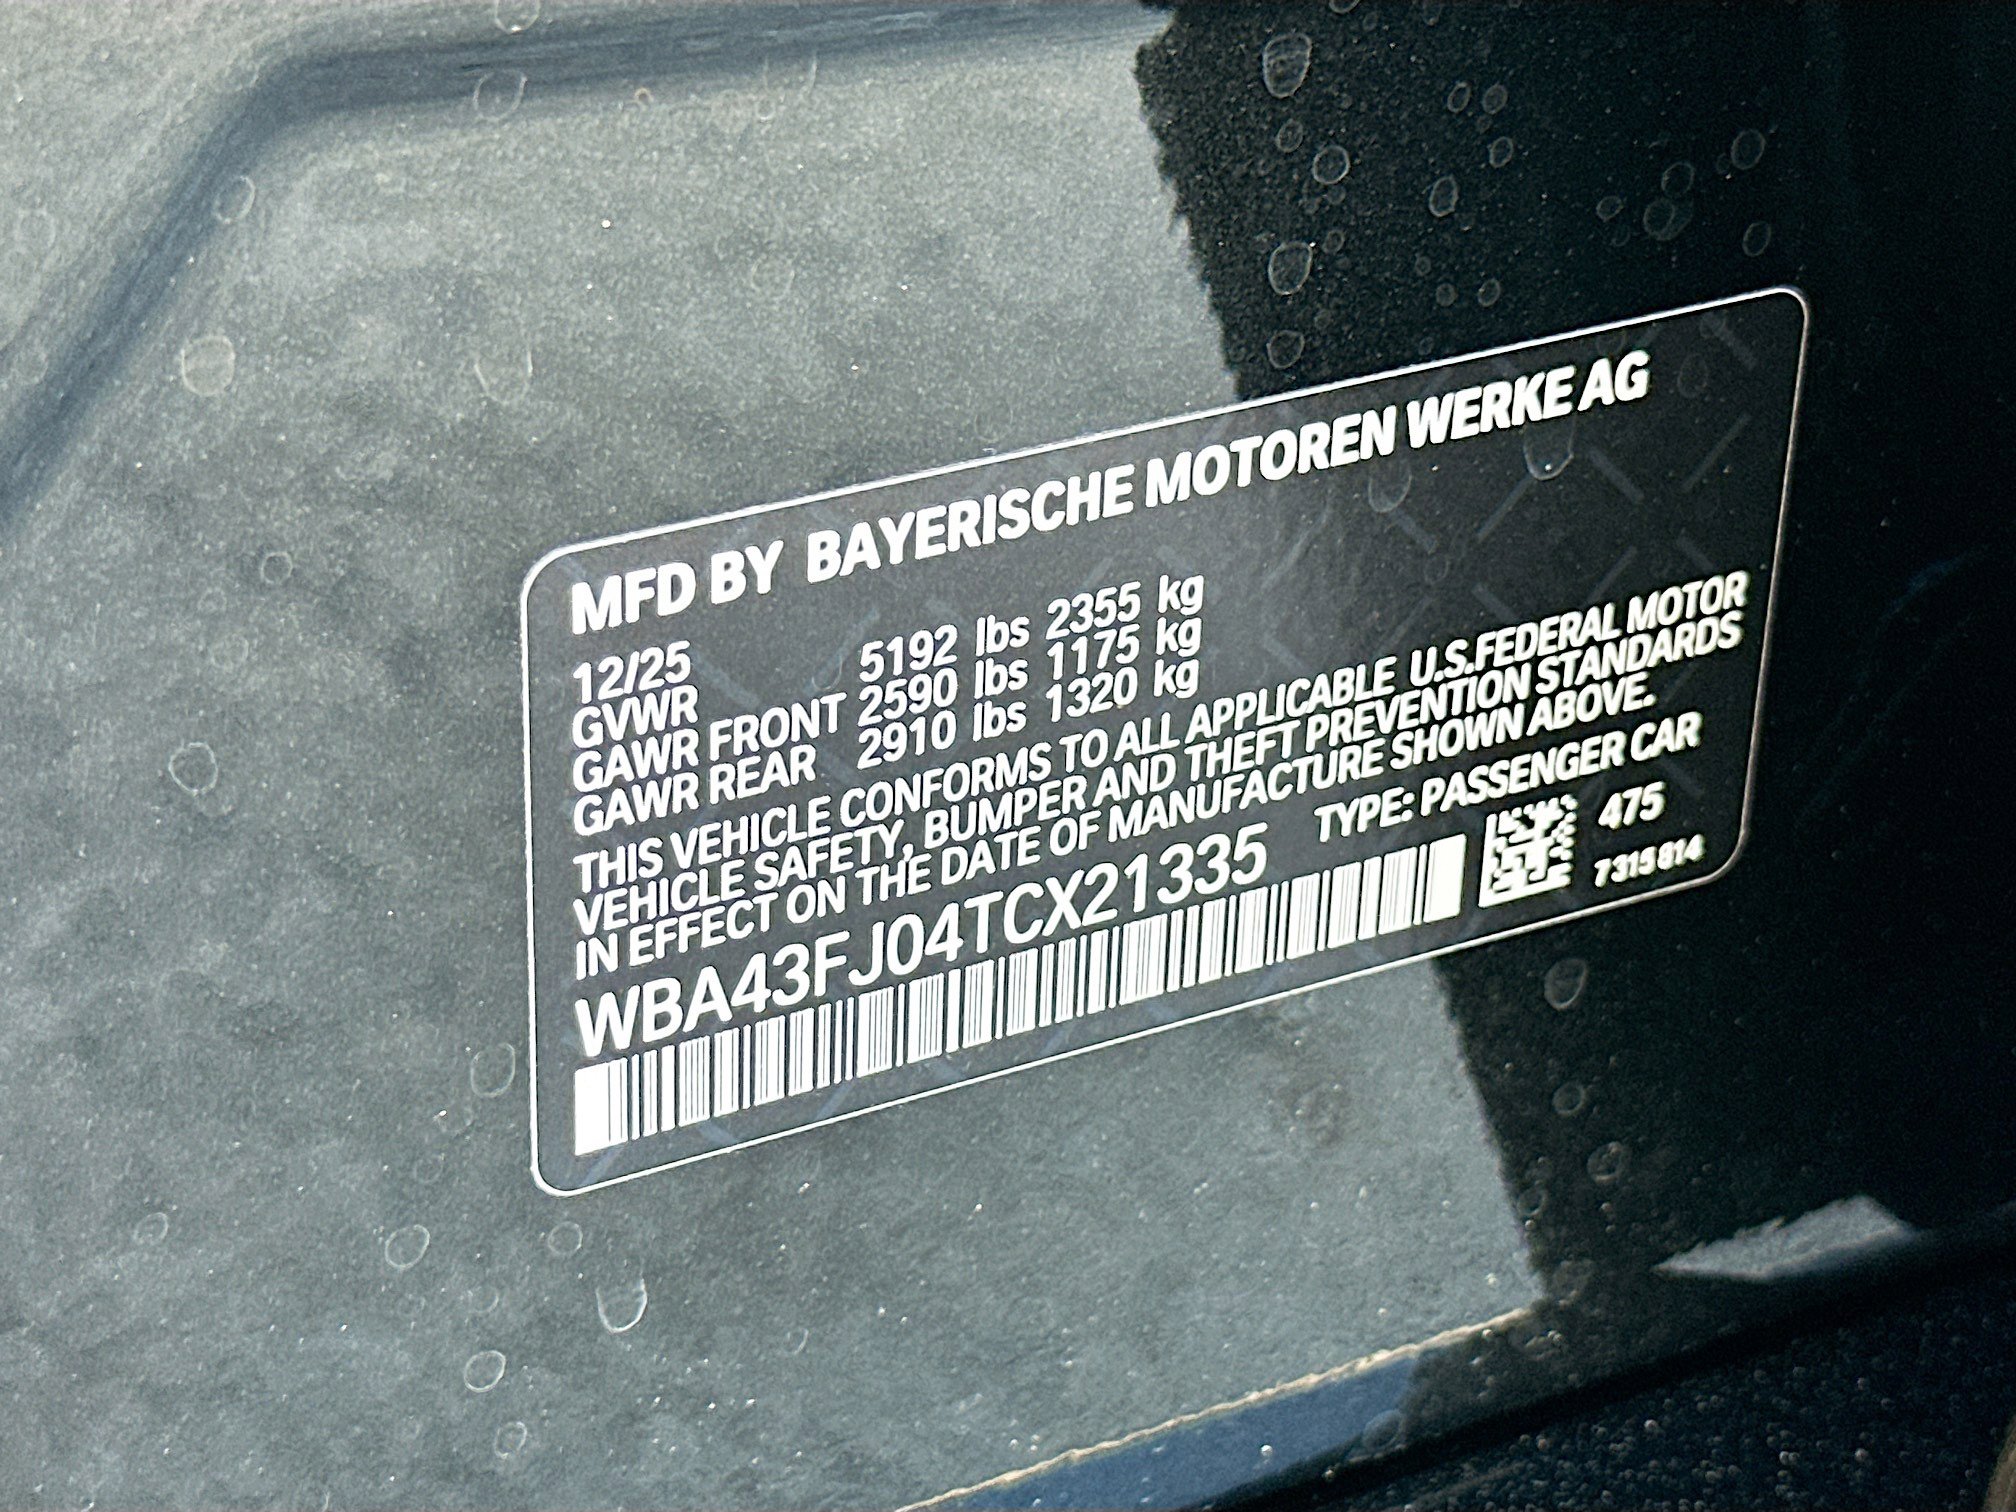 MFD BY BAYERISCHE MOTOREN WERKE AG
12/25
GVWR 5192 lbs 2355 kg
GAWR FRONT 2590 lbs 1175 kg
GAWR REAR 2910 lbs 1320 kg
THIS VEHICLE CONFORMS TO ALL APPLICABLE U.S.FEDERAL MOTOR
VEHICLE SAFETY, BUMPER AND THEFT PREVENTION STANDARDS
IN EFFECT ON THE DATE OF MANUFACTURE SHOWN ABOVE.
WBA43FJ04TCX21335 TYPE: PASSENGER CAR
475
7315814